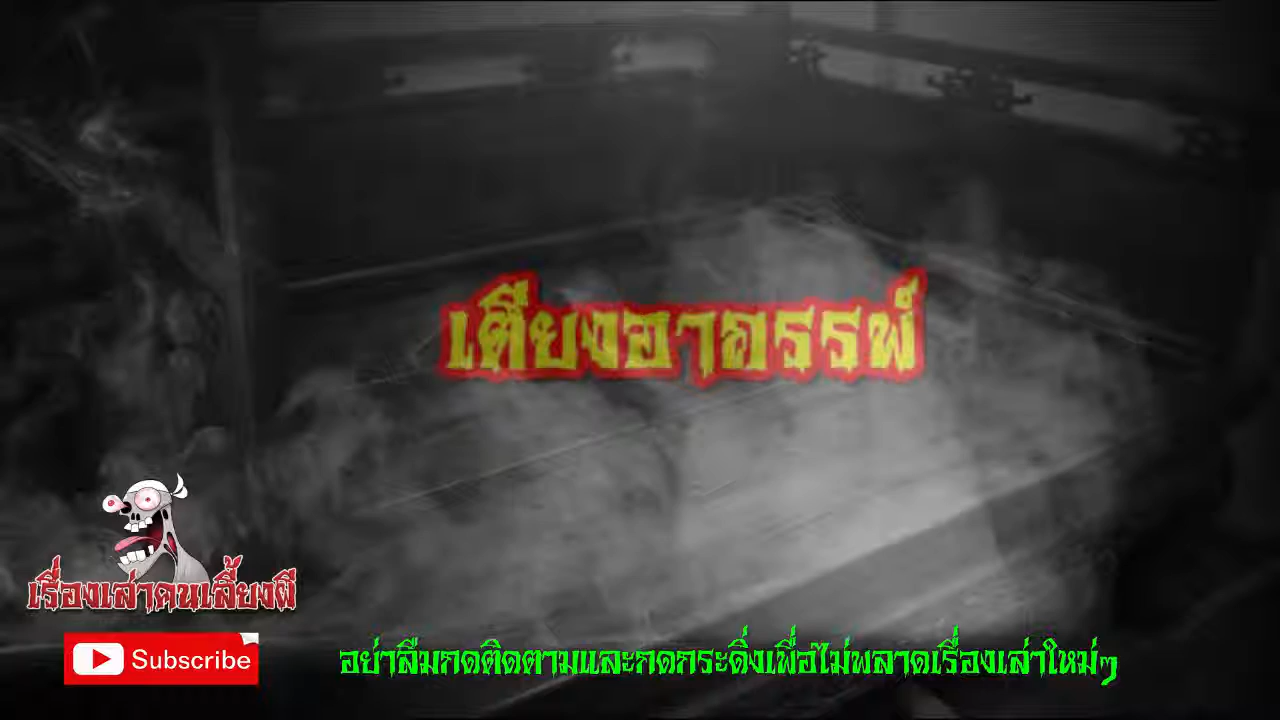 เตียงอาถรรพ์
เรื่องเล่าคนเลี้ยงผี
Subscribe
อย่าลืมกดติดตามและกดกระดิ่งเพื่อไม่พลาดเรื่องเล่าใหม่ๆ